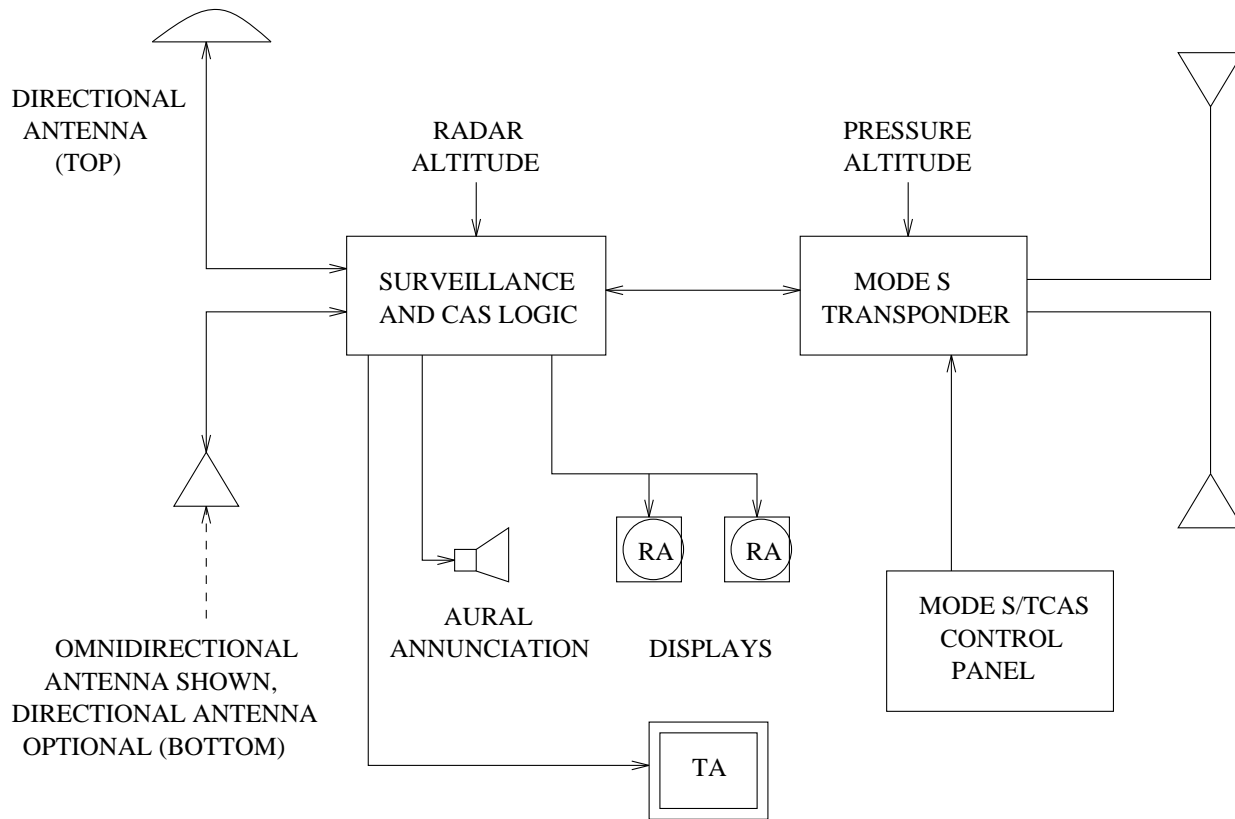 DIRECTIONAL
ANTENNA
(TOP)
RADAR
ALTITUDE
PRESSURE
ALTITUDE
SURVEILLANCE
AND CAS LOGIC
MODE S
TRANSPONDER
RA
RA
AURAL
ANNUNCIATION
DISPLAYS
MODE S/TCAS
CONTROL
PANEL
OMNIDIRECTIONAL
ANTENNA SHOWN,
DIRECTIONAL ANTENNA
OPTIONAL (BOTTOM)
TA